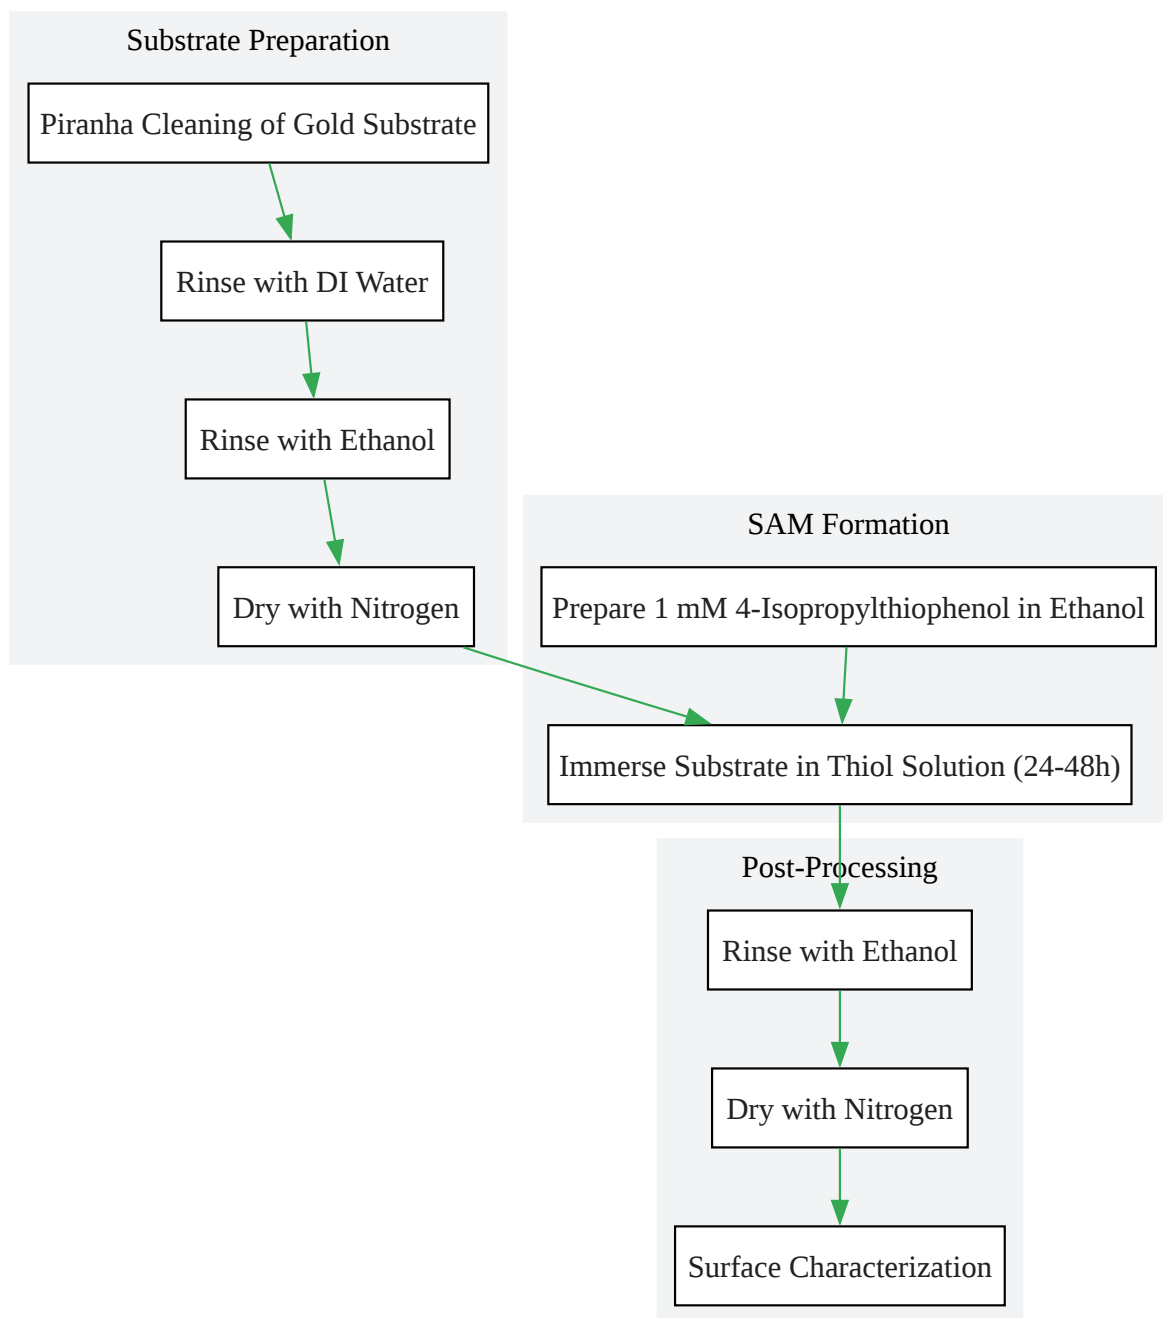 Substrate Preparation
Piranha Cleaning of Gold Substrate
Rinse with DI Water
Rinse with Ethanol
Dry with Nitrogen
SAM Formation
Prepare 1 mM 4-Isopropylthiophenol in Ethanol
Immerse Substrate in Thiol Solution (24-48h)
Post-Processing
Rinse with Ethanol
Dry with Nitrogen
Surface Characterization